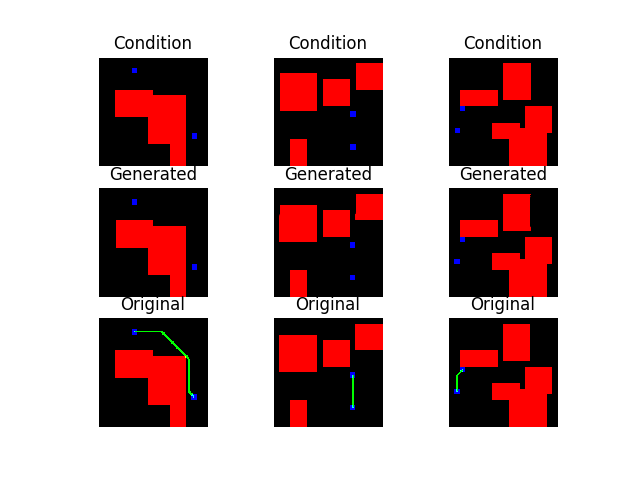 Condition
Condition
Condition
Generated
Generated
Generated
Original
Original
Original